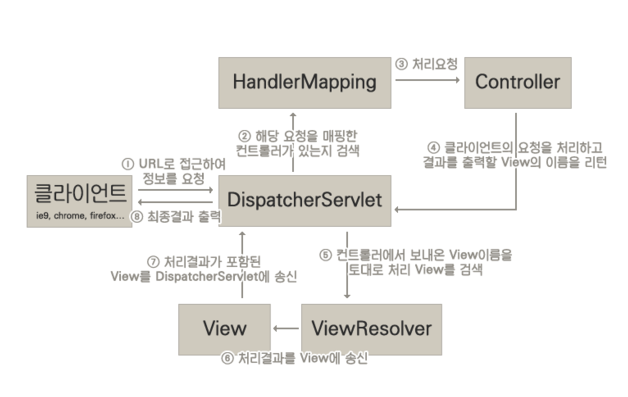 ③ 처리요청
HandlerMapping
Controller
② 해당 요청을 매핑한
컨트롤러가 있는지 검색
④ 클라이언트의 요청을 처리하고
결과를 출력할 View의 이름을 리턴
① URL로 접근하여
정보를 요청
클라이언트
ie9, chrome, firefox...
DispatcherServlet
⑧ 최종결과 출력
⑦ 처리결과가 포함된
View를 DispatcherServlet에 송신
⑤ 컨트롤러에서 보내온 View이름을
토대로 처리 View를 검색
View
ViewResolver
⑥ 처리결과를 View에 송신